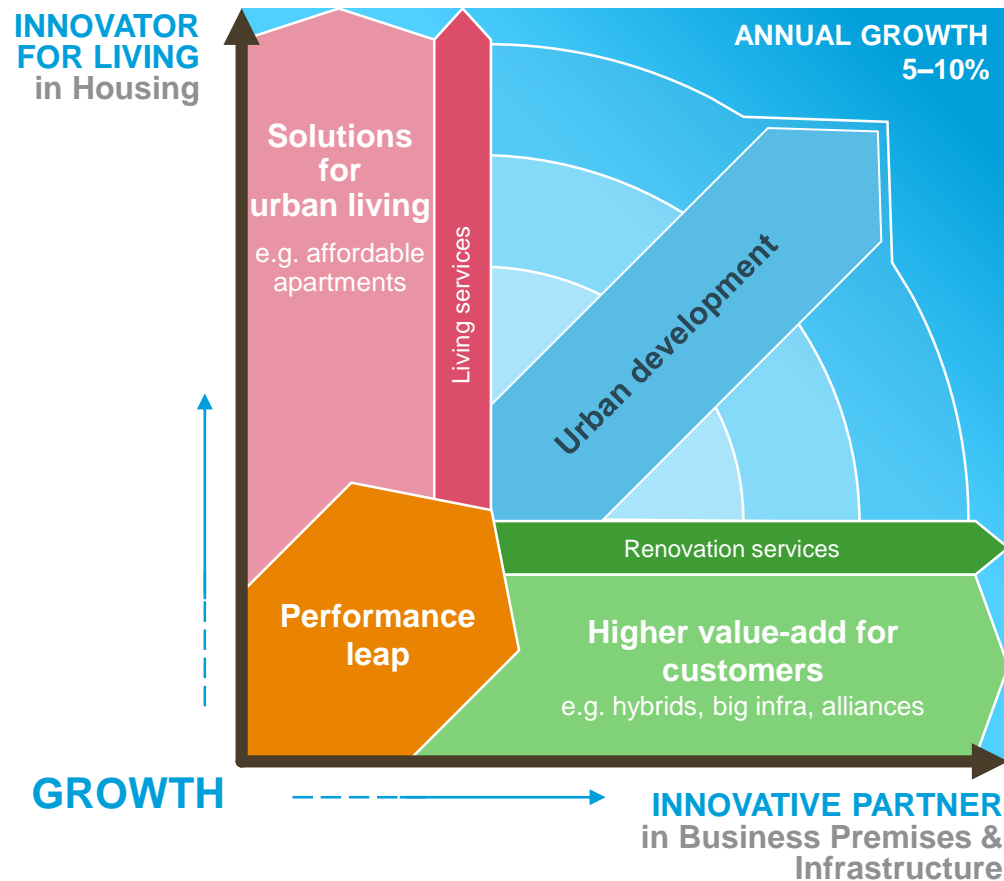 INNOVATOR
FOR LIVING
in Housing
ANNUAL GROWTH
5–10%
Solutions
for
urban living
e.g. affordable
apartments
Living services
Urban development
Renovation services
Performance
leap
Higher value-add for
customers
e.g. hybrids, big infra, alliances
GROWTH
INNOVATIVE PARTNER
in Business Premises &
Infrastructure